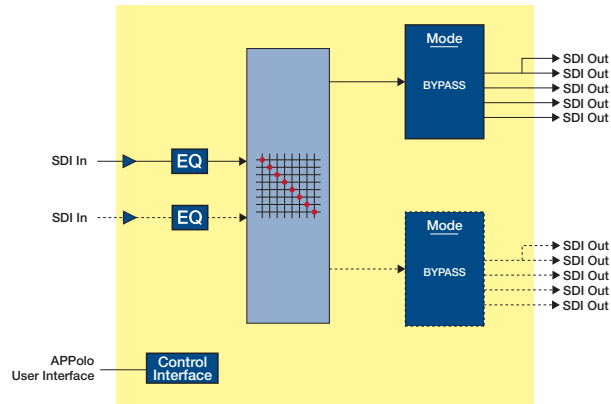 Mode
BYPASS
SDI Out
SDI Out
SDI Out
SDI Out
SDI Out
SDI In
EQ
SDI In
EQ
Mode
BYPASS
SDI Out
SDI Out
SDI Out
SDI Out
SDI Out
APPolo
User Interface
Control
Interface